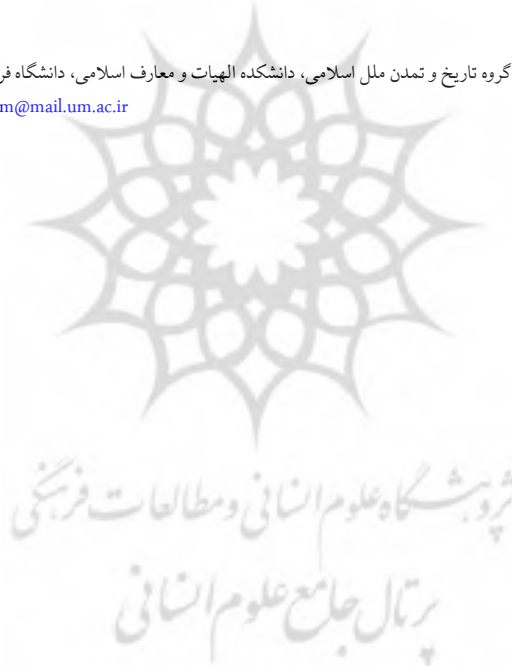 گروه تاریخ و تمدن ملل اسلامی، دانشکده الهیات و معارف اسلامی، دانشگاه
m@mail.um.ac.ir
پژوهشگاه علوم انسانی و مطالعات فرهنگی
پرتال جامع علوم انسانی